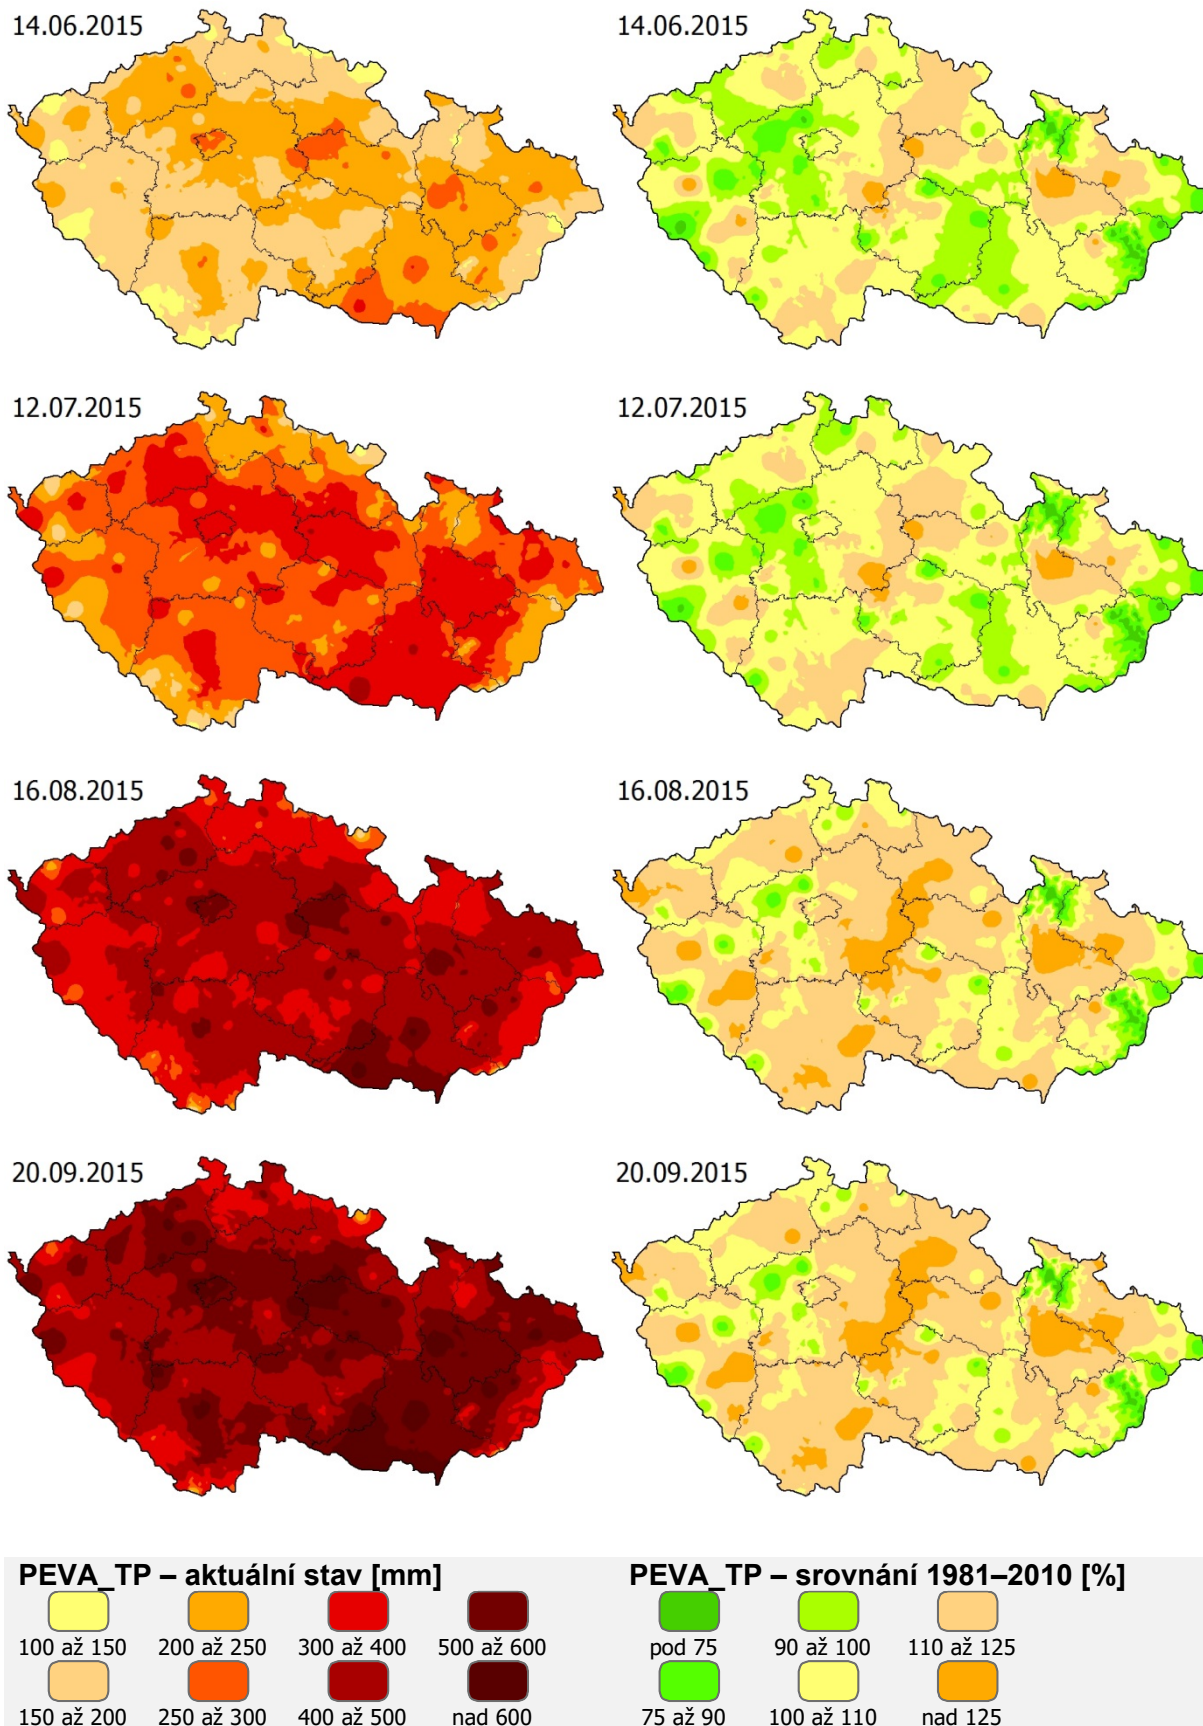 14.06.2015 14.06.2015
12.07.2015 12.07.2015
16.08.2015 16.08.2015
20.09.2015 20.09.2015
PEVA_TP – aktuální stav [mm] PEVA_TP – srovnání 1981–2010 [%]
100 až 150 200 až 250 300 až 400 500 až 600 pod 75 90 až 100 110 až 125
150 až 200 250 až 300 400 až 500 nad 600 75 až 90 100 až 110 nad 125